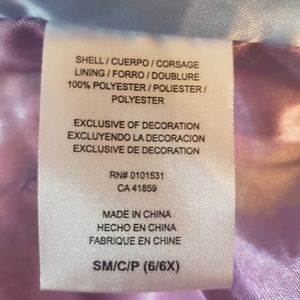 SHELL / CUERPO / CORSAGE
LINING / FORRO / DOUBLURE
100% POLYESTER / POLIESTER /
POLYESTER
EXCLUSIVE OF DECORATION
EXCLUYENDO LA DECORACION
EXCLUSIVE DE DECORATION
RN# 0101531
CA 41859
MADE IN CHINA
HECHO EN CHINA
FABRIQUE EN CHINE
SM/C/P (6/6X)